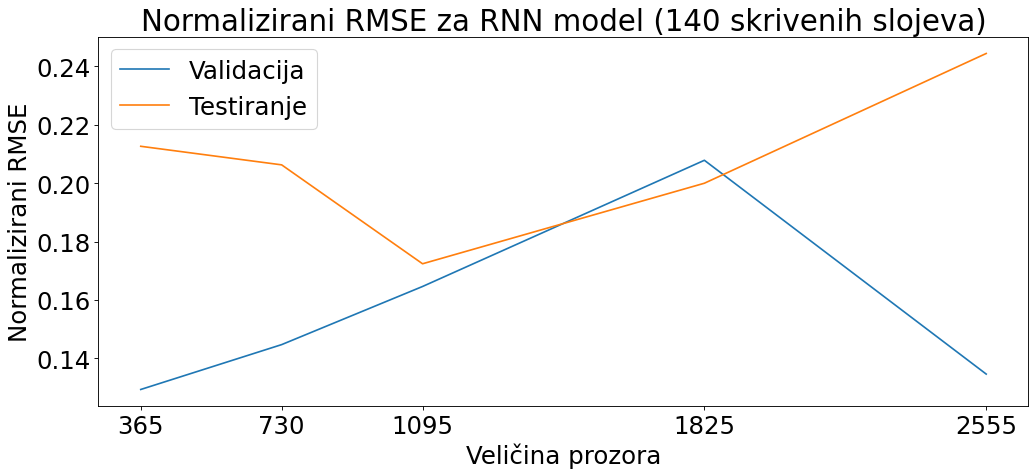 Normalizirani RMSE za RNN model (140 skrivenih slojeva)
Validacija
Testiranje
Normalizirani RMSE
0.24
0.22
0.20
0.18
0.16
0.14
365 730 1095 1825 2555
Veličina prozora